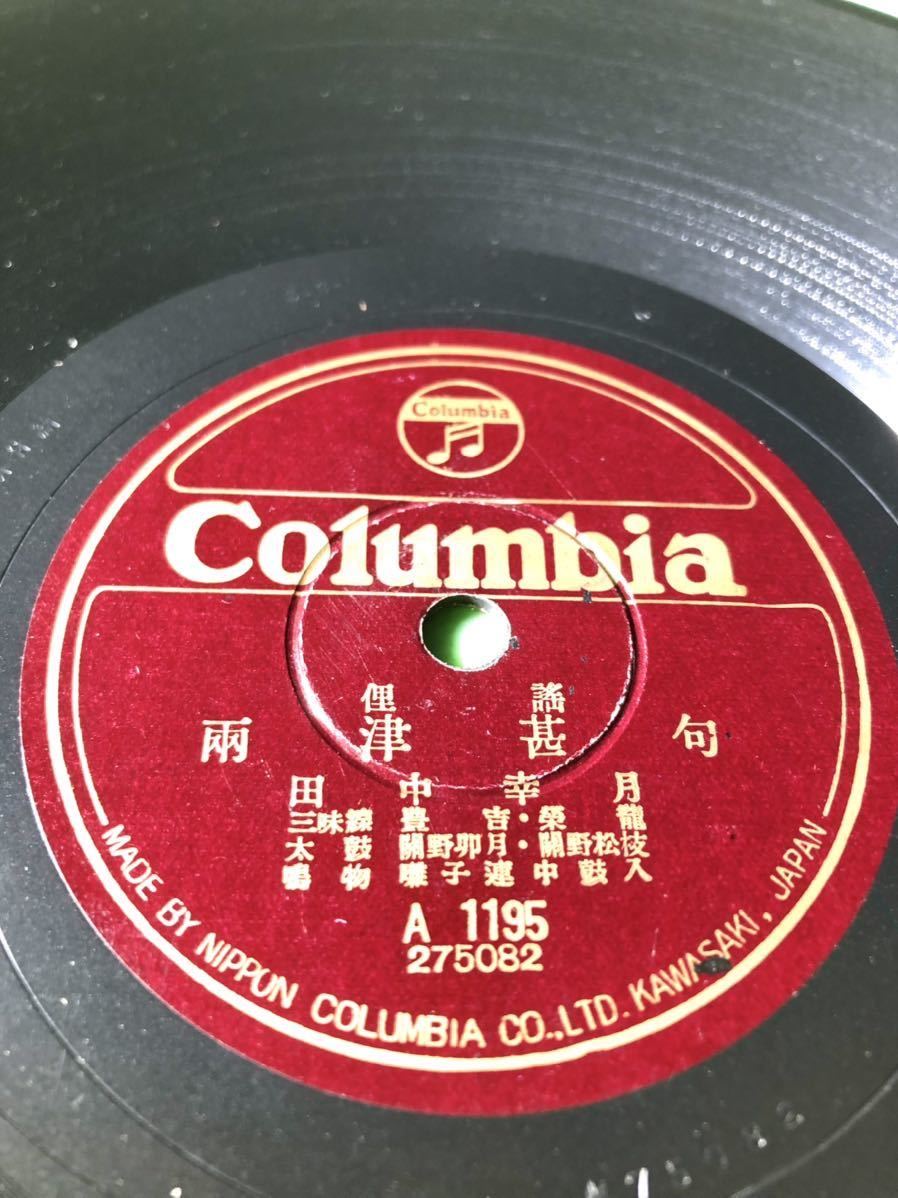 Columbia
Columbia
俚謠
兩津甚句
田中幸月
三味線 豊吉・榮龍
太鼓 關野卯月・關野松枝
鳴物囃子連中鼓入
A 1195
275082
MADE BY NIPPON COLUMBIA CO.,LTD. KAWASAKI, JAPAN